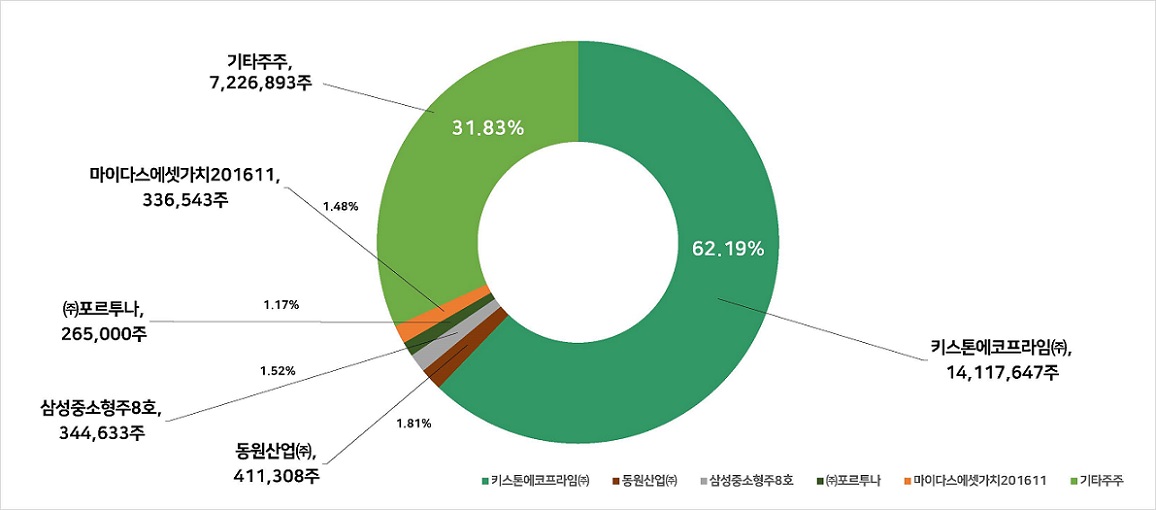 기타주주,
7,226,893주
31.83%
마이다스에셋가치201611,
336,543주
1.48%
62.19%
㈜포르투나,
265,000주
1.17%
키스톤에코프라임㈜,
14,117,647주
1.52%
삼성중소형주8호,
344,633주
1.81%
동원산업㈜,
411,308주
키스톤에코프라임㈜ 동원산업㈜ 삼성중소형주8호 ㈜포르투나 마이다스에셋가치201611 기타주주